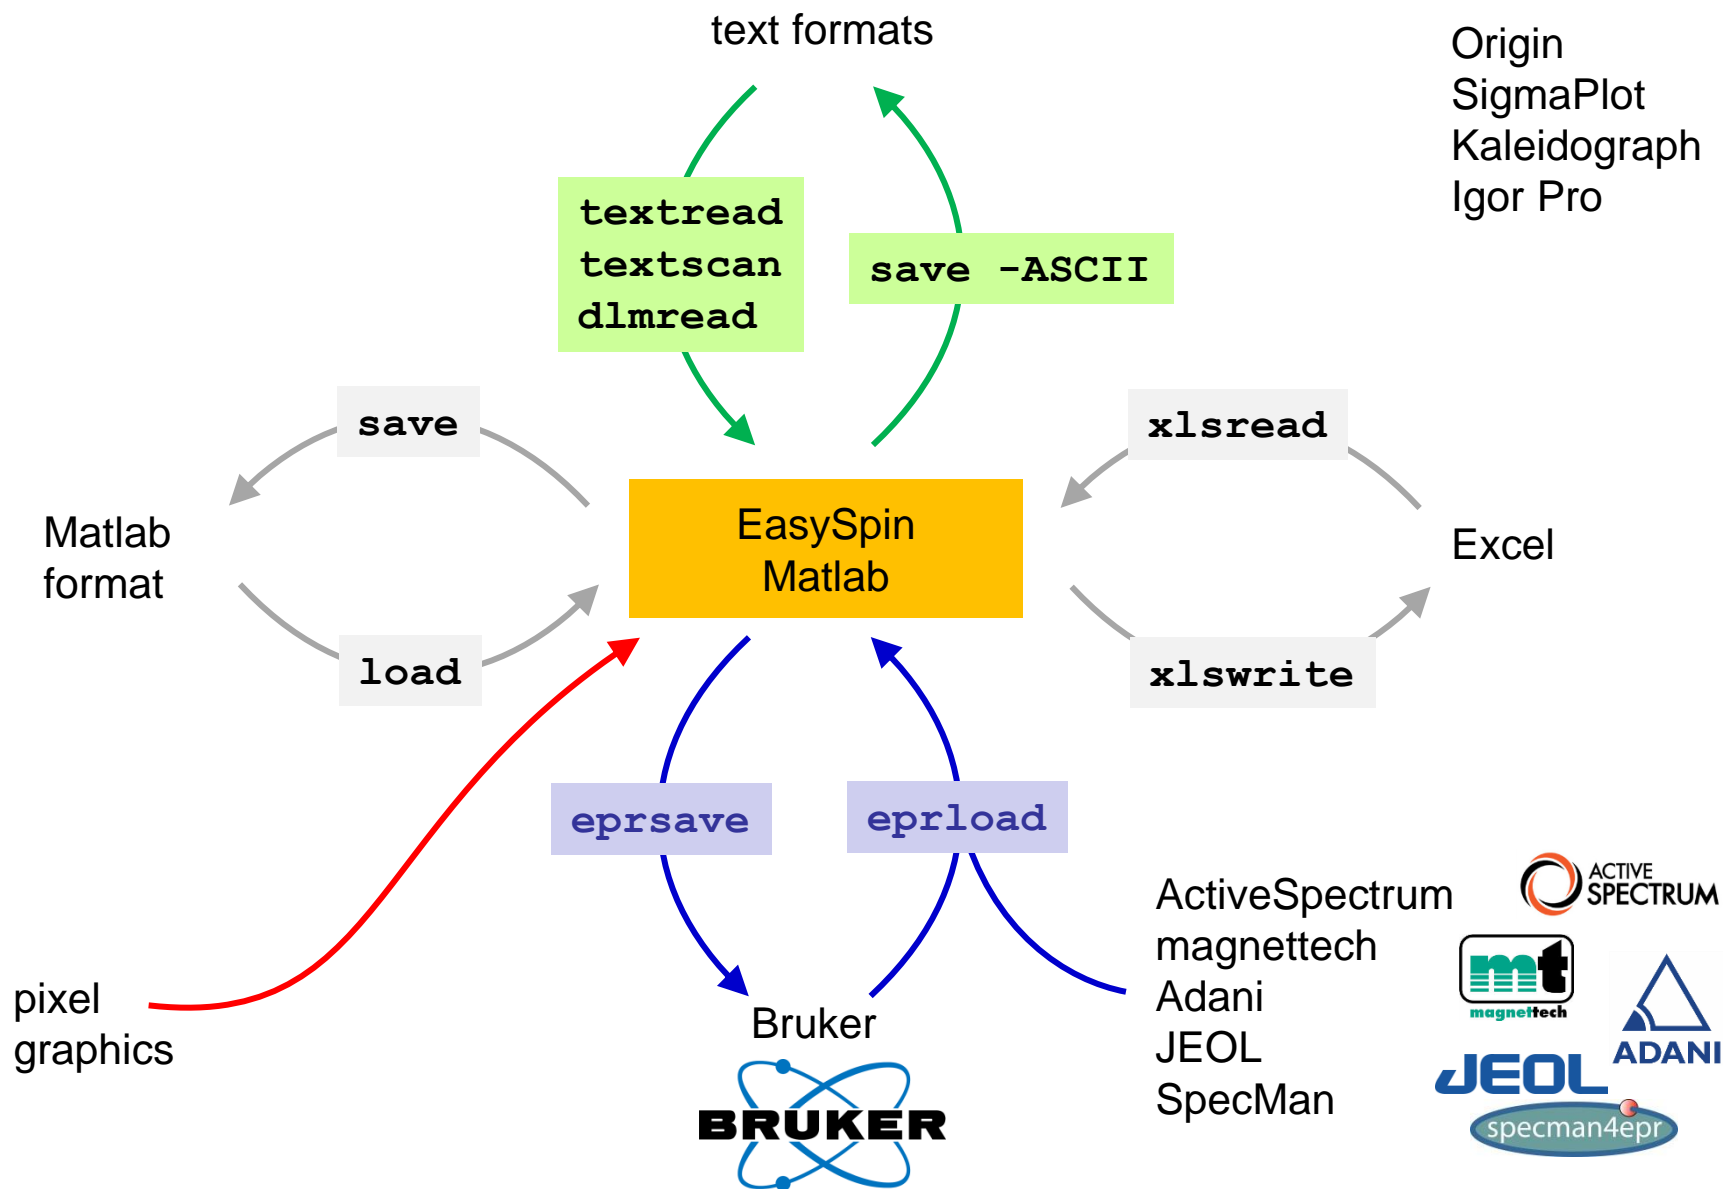 text formats
Origin
SigmaPlot
Kaleidograph
Igor Pro
textread
textscan
dlmread
save -ASCII
save
xlsread
Matlab
format
EasySpin
Matlab
Excel
load
xlswrite
eprsave
eprload
pixel
graphics
Bruker
BRUKER
ActiveSpectrum
magnettech
Adani
JEOL
SpecMan
ACTIVE
SPECTRUM
mt
magnettech
ADANI
JEOL
specman4epr